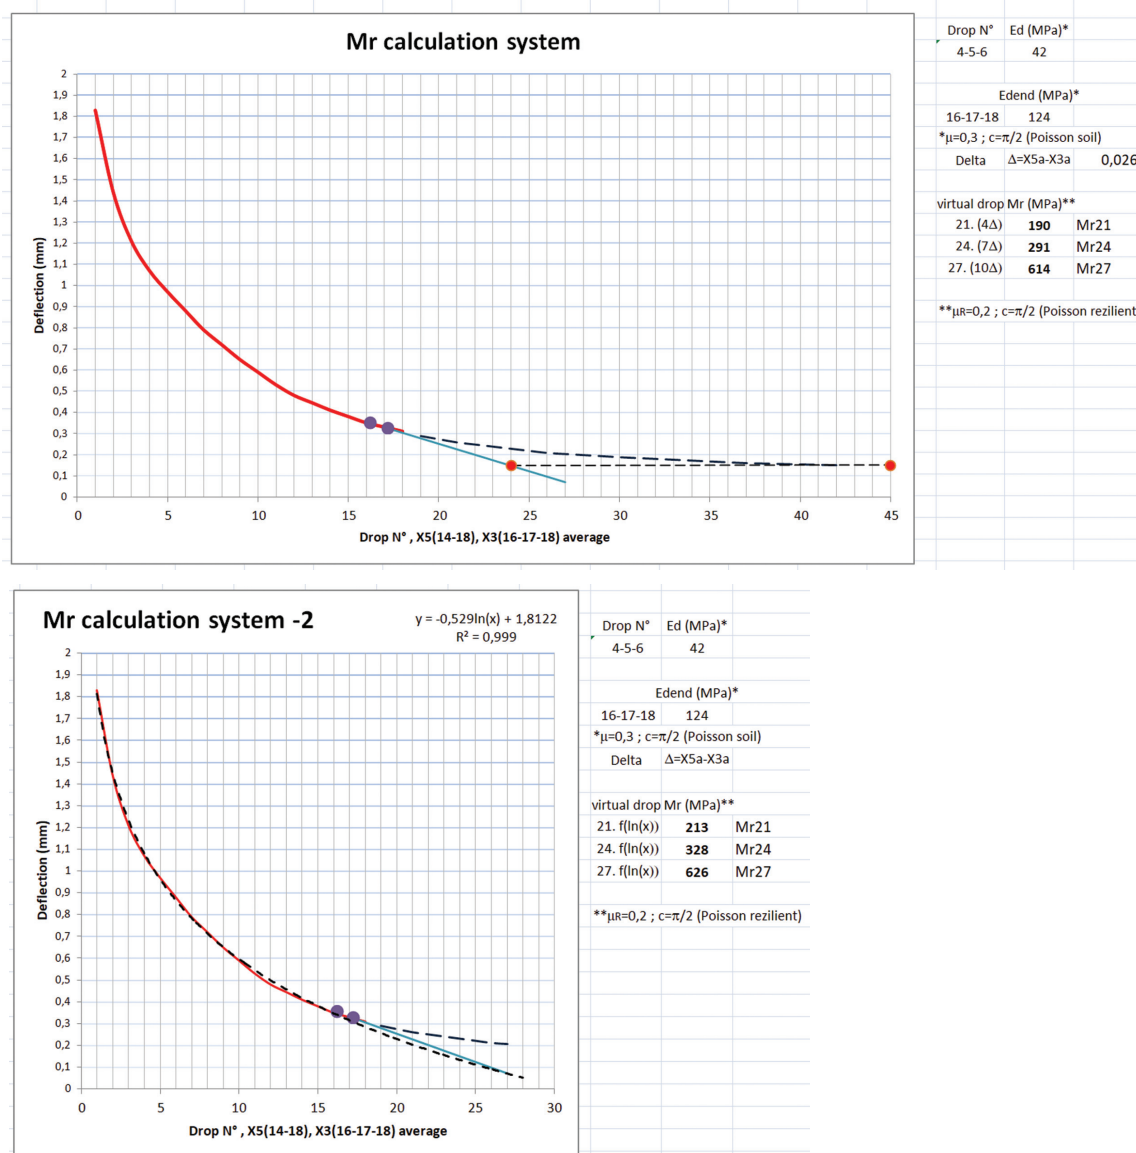 Mr calculation system
2
1,9
1,8
1,7
1,6
1,5
1,4
1,3
1,2
1,1
1
0,9
0,8
0,7
0,6
0,5
0,4
0,3
0,2
0,1
0
Deflection (mm)
0 5 10 15 20 25 30 35 40 45
Drop N° , X5(14-18), X3(16-17-18) average
Drop N° Ed (MPa)*
4-5-6 42
Edend (MPa)*
16-17-18 124
*μ=0,3 ; c=π/2 (Poisson soil)
Delta Δ=X5a-X3a 0,026
virtual drop Mr (MPa)**
21. (4Δ) 190 Mr21
24. (7Δ) 291 Mr24
27. (10Δ) 614 Mr27
**μR=0,2 ; c=π/2 (Poisson rezilient
Mr calculation system -2
y = -0,529ln(x) + 1,8122
R² = 0,999
2
1,9
1,8
1,7
1,6
1,5
1,4
1,3
1,2
1,1
1
0,9
0,8
0,7
0,6
0,5
0,4
0,3
0,2
0,1
0
Deflection (mm)
0 5 10 15 20 25 30
Drop N° , X5(14-18), X3(16-17-18) average
Drop N° Ed (MPa)*
4-5-6 42
Edend (MPa)*
16-17-18 124
*μ=0,3 ; c=π/2 (Poisson soil)
Delta Δ=X5a-X3a
virtual drop Mr (MPa)**
21. f(ln(x)) 213 Mr21
24. f(ln(x)) 328 Mr24
27. f(ln(x)) 626 Mr27
**μR=0,2 ; c=π/2 (Poisson rezilient)